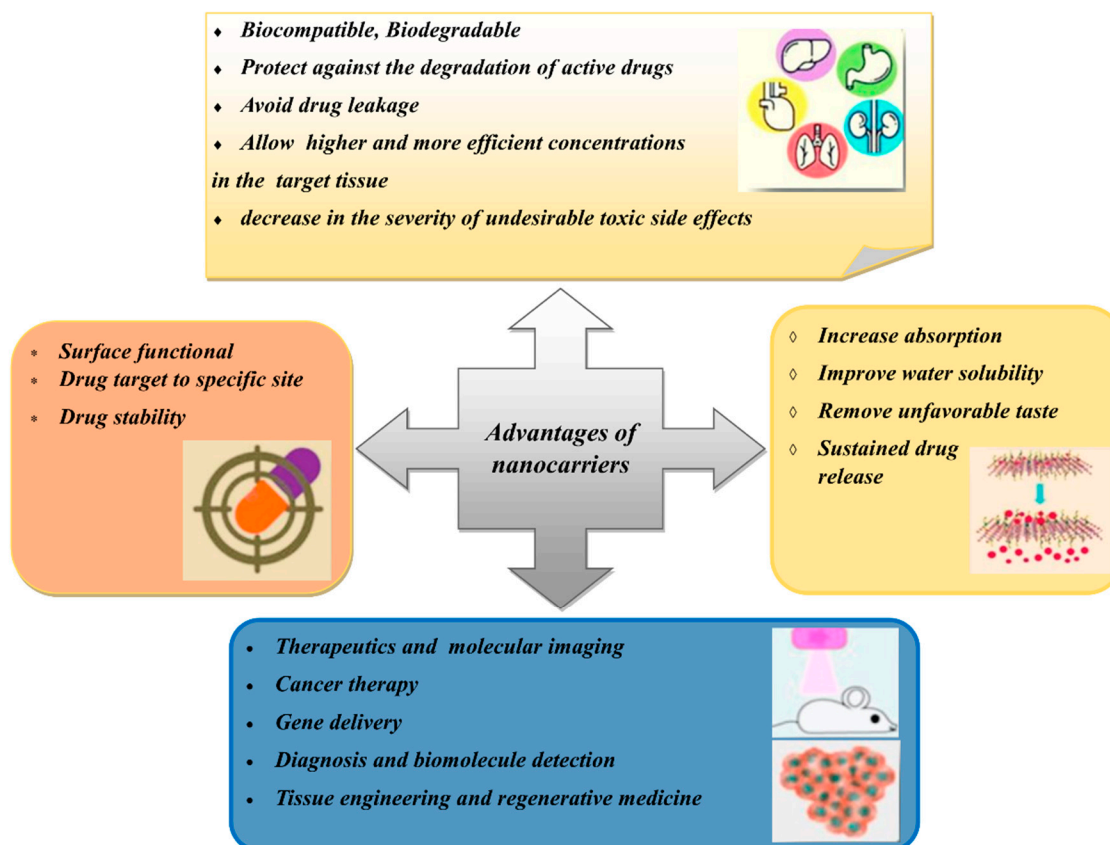 ♦ Biocompatible, Biodegradable
♦ Protect against the degradation of active drugs
♦ Avoid drug leakage
♦ Allow higher and more efficient concentrations
in the target tissue
♦ decrease in the severity of undesirable toxic side effects
* Surface functional
* Drug target to specific site
* Drug stability
Advantages of
nanocarriers
◊ Increase absorption
◊ Improve water solubility
◊ Remove unfavorable taste
◊ Sustained drug
release
• Therapeutics and molecular imaging
• Cancer therapy
• Gene delivery
• Diagnosis and biomolecule detection
• Tissue engineering and regenerative medicine